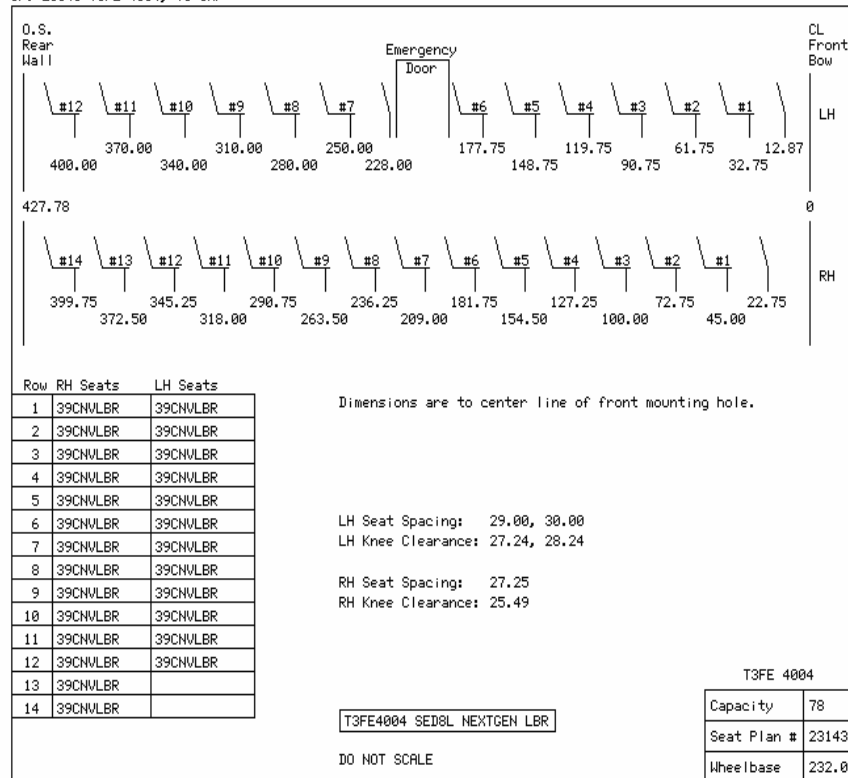 O.S.
Rear
Wall
Emergency
Door
CL
Front
Bow
#12 #11 #10 #9 #8 #7 #6 #5 #4 #3 #2 #1
LH
370.00 310.00 250.00 177.75 119.75 61.75 12.87
400.00 340.00 280.00 228.00 148.75 90.75 32.75
427.78 0
#14 #13 #12 #11 #10 #9 #8 #7 #6 #5 #4 #3 #2 #1
RH
399.75 345.25 290.75 236.25 181.75 127.25 72.75 22.75
372.50 318.00 263.50 209.00 154.50 100.00 45.00
Row RH Seats LH Seats
1 39CNVLBR 39CNVLBR
2 39CNVLBR 39CNVLBR
3 39CNVLBR 39CNVLBR
4 39CNVLBR 39CNVLBR
5 39CNVLBR 39CNVLBR
6 39CNVLBR 39CNVLBR
7 39CNVLBR 39CNVLBR
8 39CNVLBR 39CNVLBR
9 39CNVLBR 39CNVLBR
10 39CNVLBR 39CNVLBR
11 39CNVLBR 39CNVLBR
12 39CNVLBR 39CNVLBR
13 39CNVLBR
14 39CNVLBR
Dimensions are to center line of front mounting hole.
LH Seat Spacing: 29.00, 30.00
LH Knee Clearance: 27.24, 28.24
RH Seat Spacing: 27.25
RH Knee Clearance: 25.49
T3FE4004 SED8L NEXTGEN LBR
DO NOT SCALE
T3FE 4004
Capacity 78
Seat Plan # 23143
Wheelbase 232.0